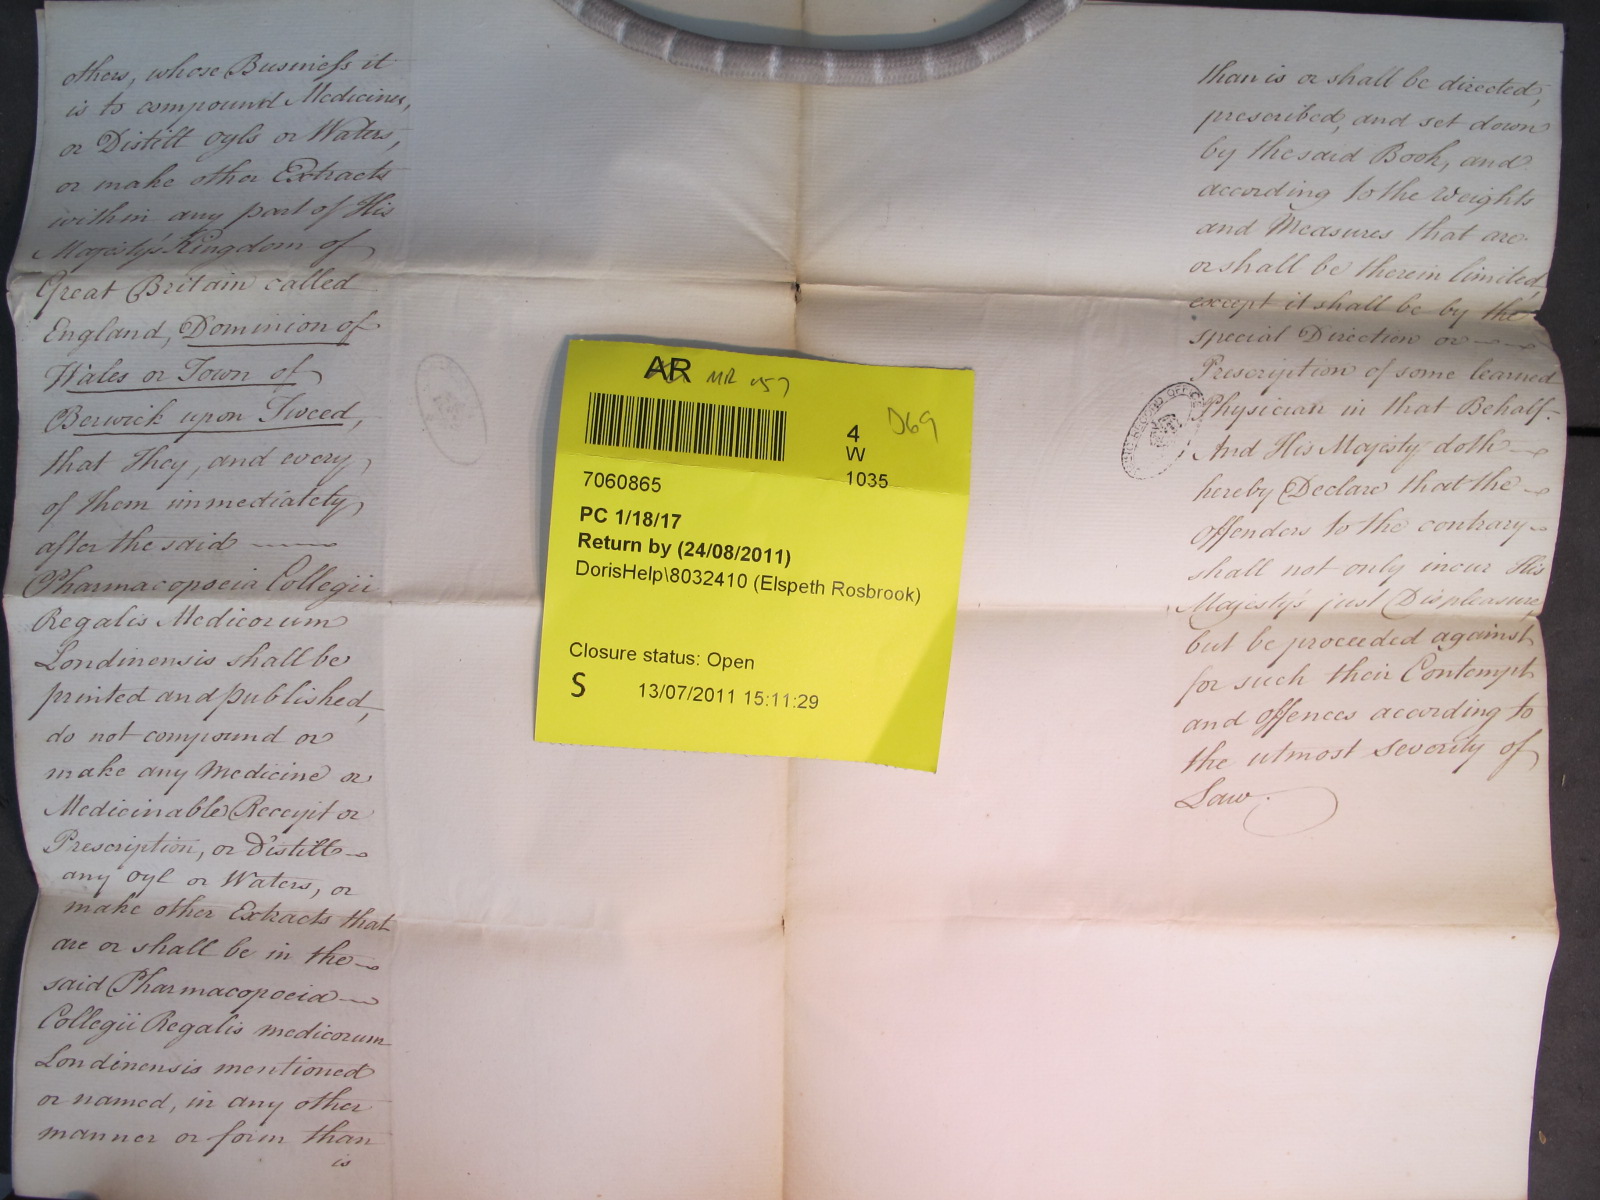 others, whose Business it
is to compound Medicines,
or Distill oyls or Waters,
or make other Extracts
within any part of His
Majesty's Kingdom of
Great Britain called
England, Dominion of
Wales or Town of
Berwick upon Tweed,
that they, and every
of them immediately
after the said
Pharmacopoeia Collegii
Regalis Medicorum
Londinensis shall be
printed and published,
do not compound or
make any Medicine or
Medicinable Receipt or
Prescription, or Distill
any oyl or Waters, or
make other Extracts that
are or shall be in the
said Pharmacopoeia
Collegii Regalis medicorum
Londinensis mentioned
or named, in any other
manner or form than
is
AR MR 057
D69
4
W
1035
7060865
PC 1/18/17
Return by (24/08/2011)
DorisHelp\8032410 (Elspeth Rosbrook)
Closure status: Open
S 13/07/2011 15:11:29
than is or shall be directed,
prescribed, and set down
by the said Book, and
according to the Weights
and Measures that are
or shall be therein limited,
except it shall be by the
special Direction or
Prescription of some learned
Physician in that Behalf.
And His Majesty doth
hereby Declare that the
Offenders to the contrary
shall not only incur His
Majesty's just Displeasure,
but be proceeded against
for such their Contempt
and offences according to
the utmost severity of
Law.
RECORD OFFICE